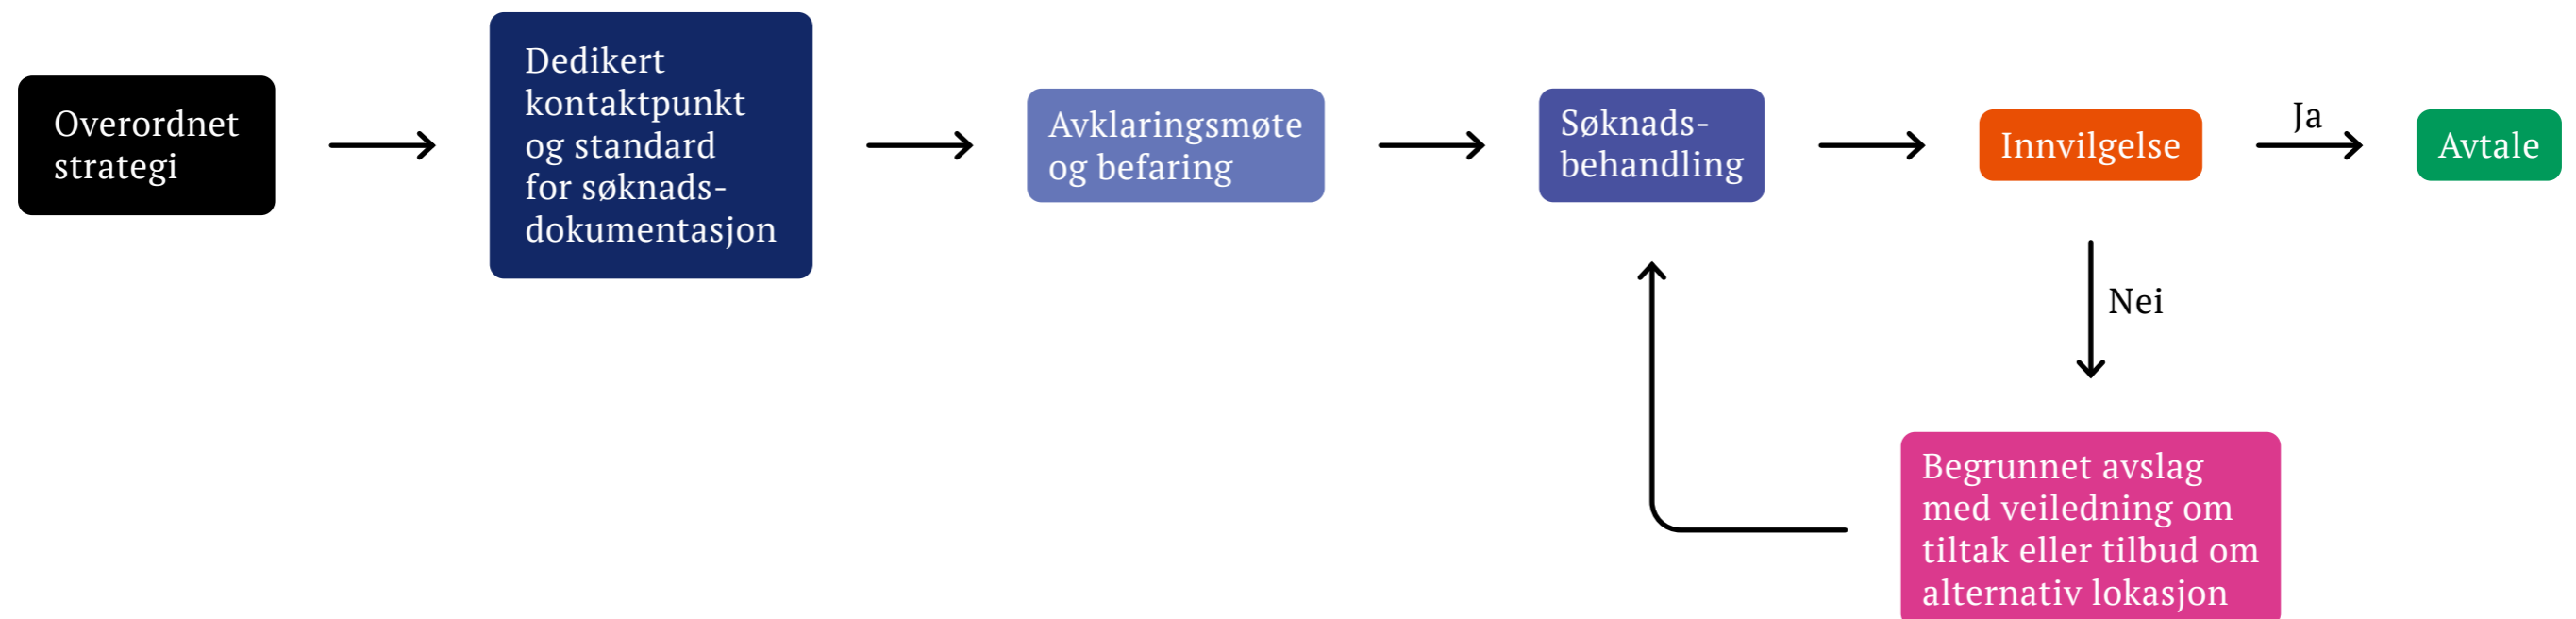 Overordnet
strategi
Dedikert
kontaktpunkt
og standard
for søknads-
dokumentasjon
Avklaringsmøte
og befaring
Søknads-
behandling
Innvilgelse
Ja
Avtale
Nei
Begrunnet avslag
med veiledning om
tiltak eller tilbud om
alternativ lokasjon